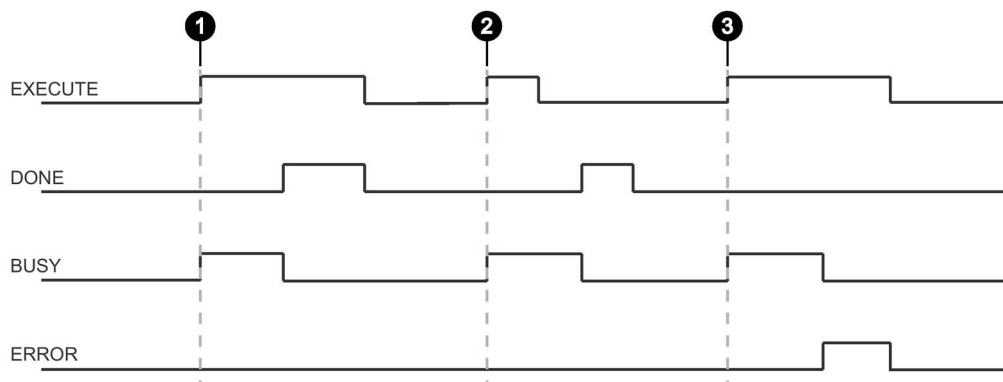 1 2 3
EXECUTE
DONE
BUSY
ERROR